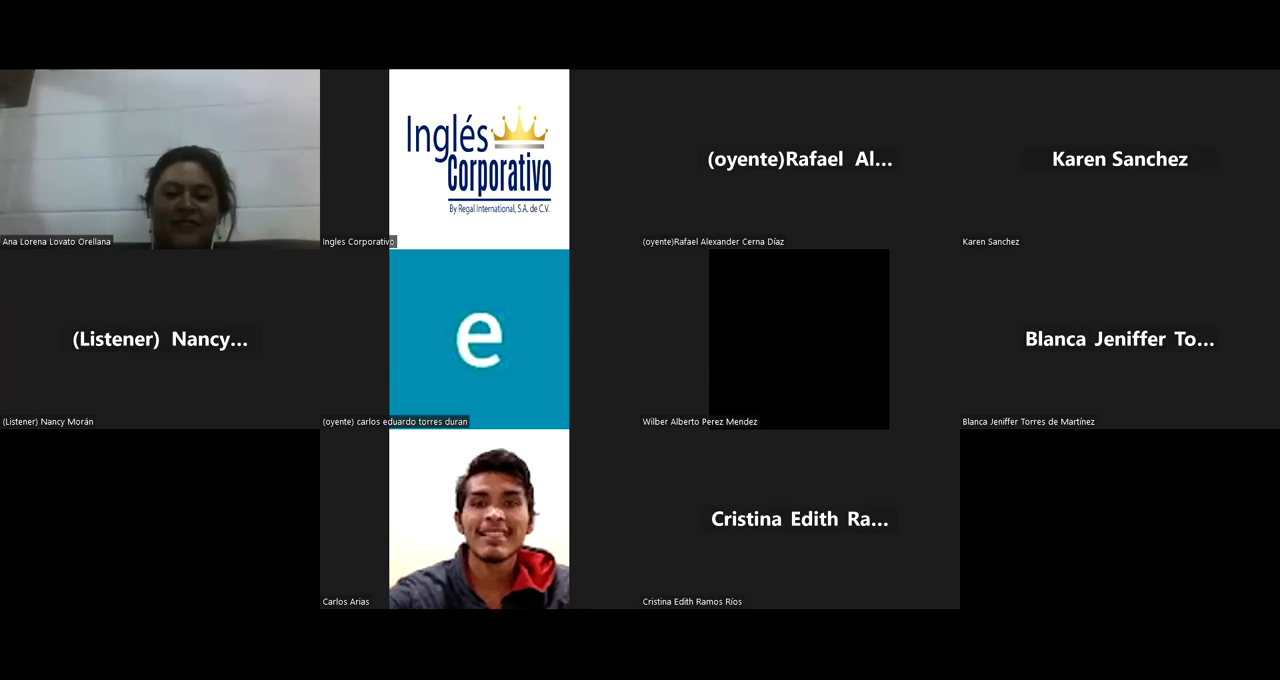 Inglés
Corporativo
By Regal International, S.A. de C.V.
(oyente)Rafael Al...
Karen Sanchez
Ana Lorena Lovato Orellana
Ingles Corporativo
(oyente)Rafael Alexander Cerna Díaz
Karen Sanchez
(Listener) Nancy...
e
Blanca Jeniffer To...
(Listener) Nancy Morán
(oyente) carlos eduardo torres duran
Wilber Alberto Perez Mendez
Blanca Jeniffer Torres de Martínez
Cristina Edith Ra...
Carlos Arias
Cristina Edith Ramos Ríos